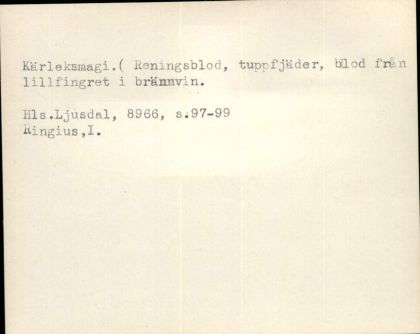 Kärleksmagi.( Reningsblod, tuppfjäder, blod från
lillfingret i brännvin.
Hls.Ljusdal, 8966, s.97-99
Ringius,I.